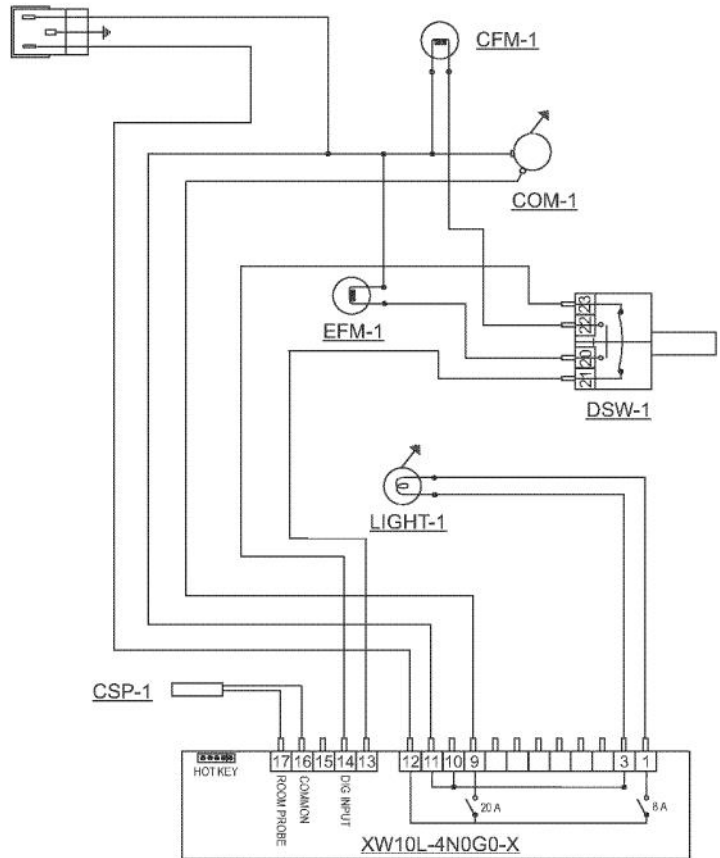 CFM-1
COM-1
EFM-1
23
22
20
21
DSW-1
LIGHT-1
CSP-1
HOT KEY
17 16 15 14 13 12 11 10 9 3 1
ROOM PROBE
COMMON
DIG INPUT
20 A
8 A
XW10L-4N0G0-X